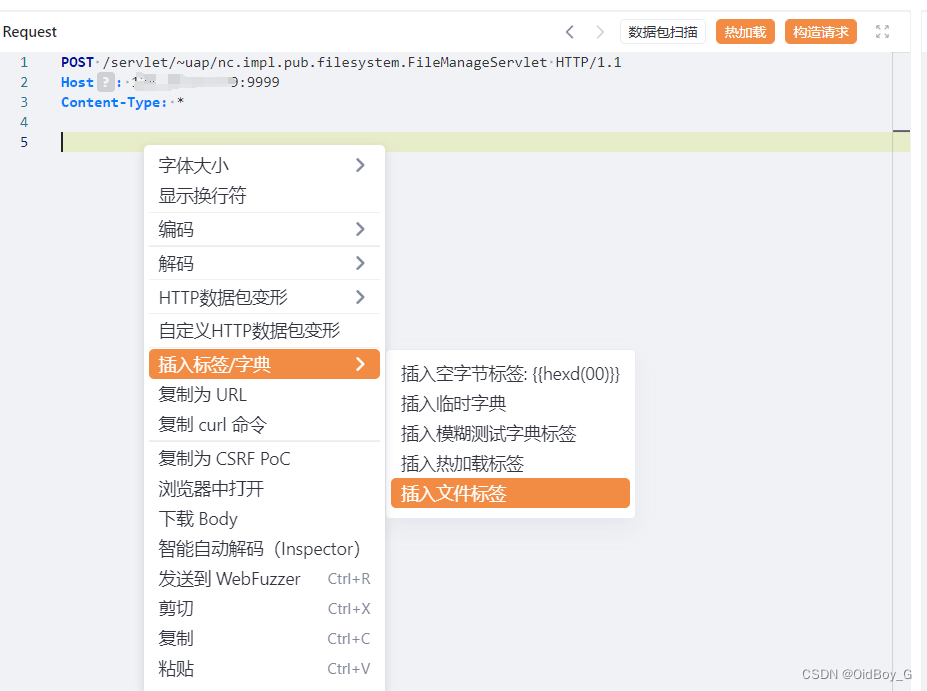 Request
数据包扫描
热加载
构造请求
1 POST /servlet/~uap/nc.impl.pub.filesystem.FileManageServlet HTTP/1.1
2 Host ? : :9999
3 Content-Type: *
4
5
字体大小
显示换行符
编码
解码
HTTP数据包变形
自定义HTTP数据包变形
插入标签/字典
复制为 URL
复制 curl 命令
复制为 CSRF PoC
浏览器中打开
下载 Body
智能自动解码（Inspector）
发送到 WebFuzzer Ctrl+R
剪切 Ctrl+X
复制 Ctrl+C
粘贴 Ctrl+V
插入空字节标签: {{hexd(00)}}
插入临时字典
插入模糊测试字典标签
插入热加载标签
插入文件标签
CSDN @OidBoy_G